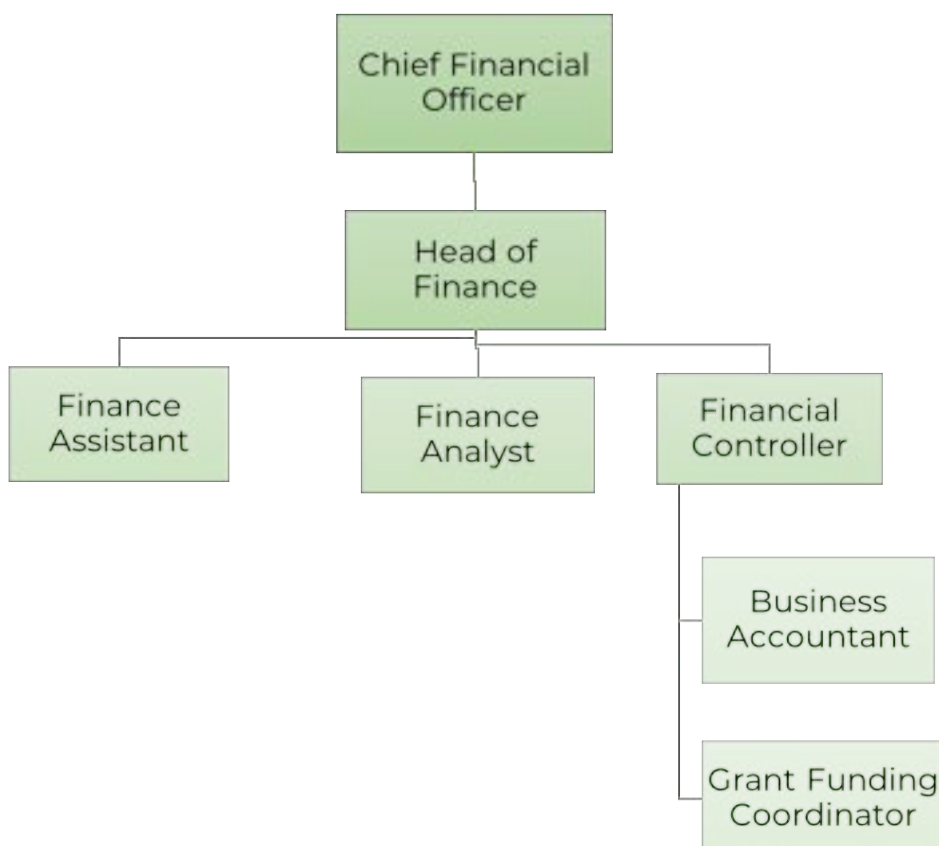 Chief Financial
Officer
Head of
Finance
Finance
Assistant
Finance
Analyst
Financial
Controller
Business
Accountant
Grant Funding
Coordinator